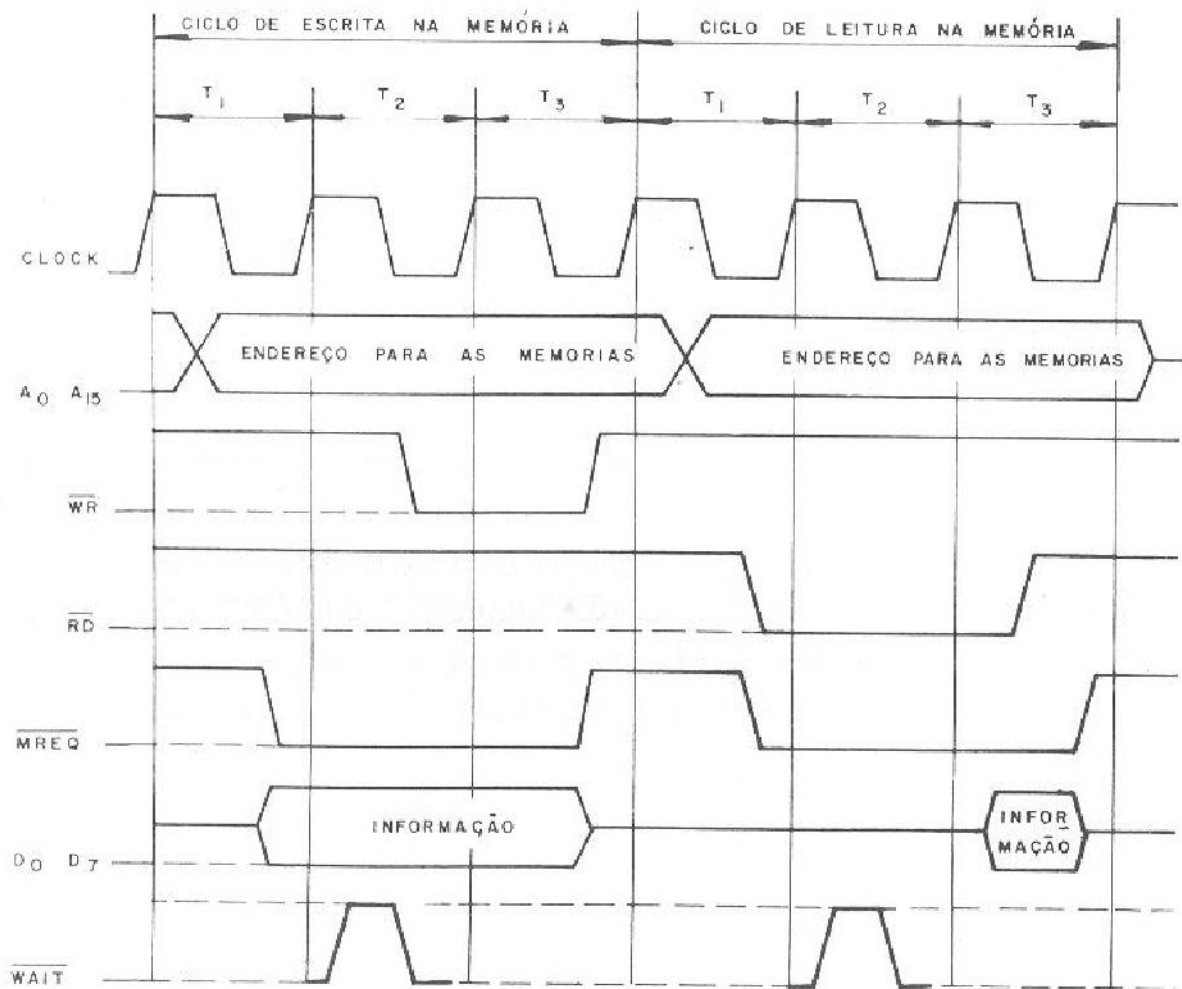 CICLO DE ESCRITA NA MEMÓRIA
CICLO DE LEITURA NA MEMÓRIA
T1 T2 T3 T1 T2 T3
CLOCK
ENDEREÇO PARA AS MEMORIAS
ENDEREÇO PARA AS MEMORIAS
A0 A15
WR
RD
MREQ
INFORMAÇÃO
INFOR
MAÇÃO
D0 D7
WAIT